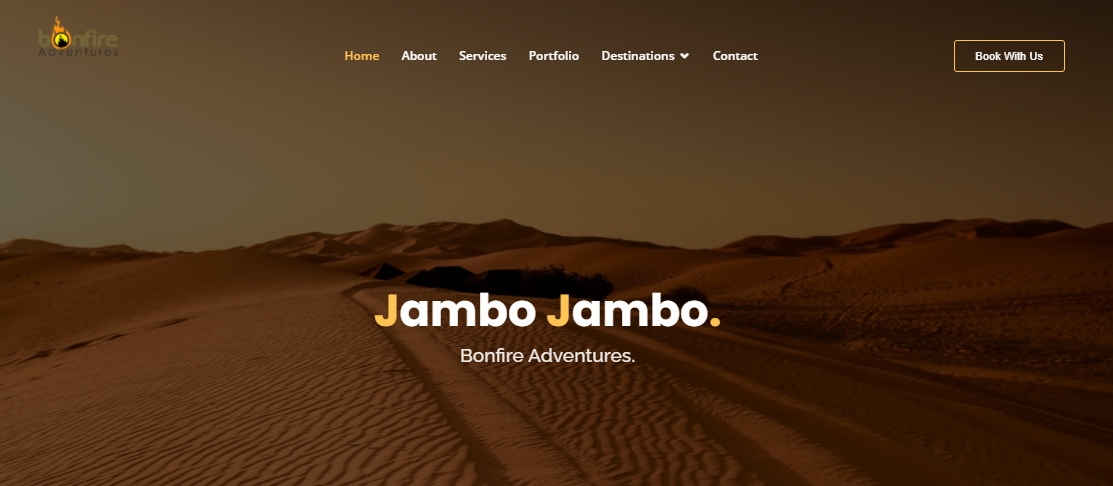 bonfire
Adventures
Home About Services Portfolio Destinations Contact
Book With Us
Jambo Jambo.
Bonfire Adventures.